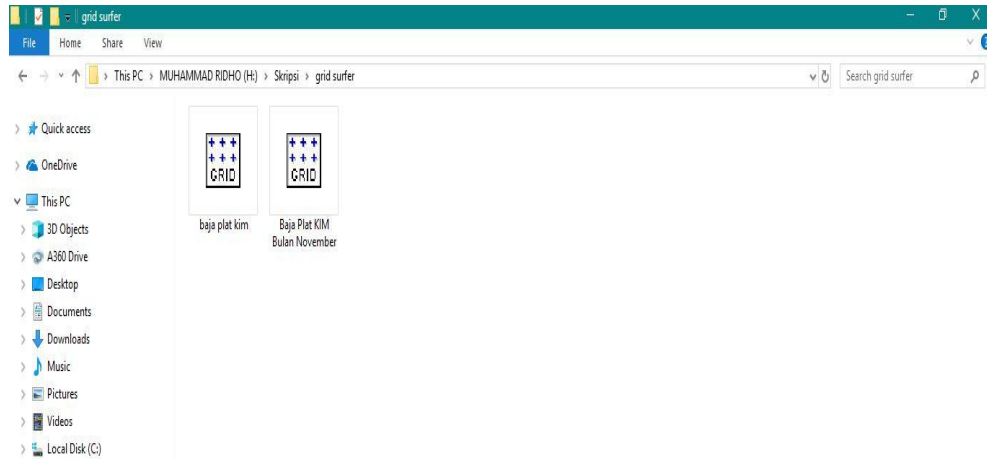 grid surfer
File Home Share View
This PC > MUHAMMAD RIDHO (H:) > Skripsi > grid surfer
Search grid surfer
Quick access
OneDrive
This PC
3D Objects
A360 Drive
Desktop
Documents
Downloads
Music
Pictures
Videos
Local Disk (C:)
GRID
baja plat kim
GRID
Baja Plat KIM
Bulan November